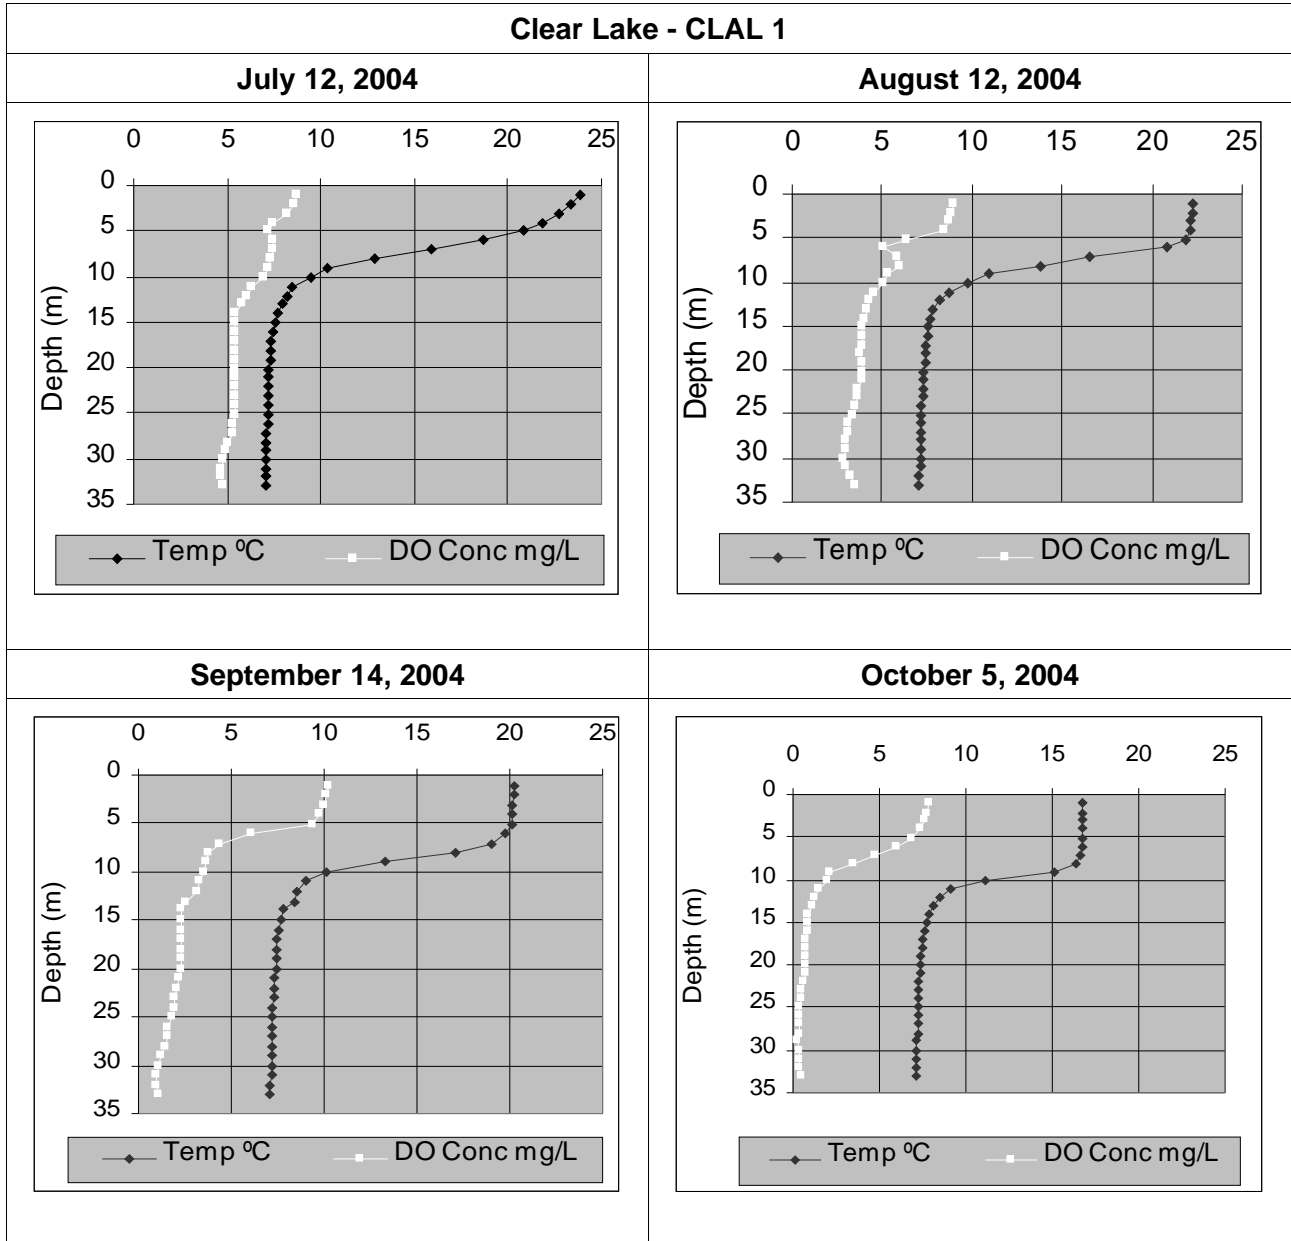 Clear Lake - CLAL 1
July 12, 2004
August 12, 2004
0 5 10 15 20 25
0
5
10
15
20
25
30
35
Depth (m)
Temp ºC DO Conc mg/L
0 5 10 15 20 25
0
5
10
15
20
25
30
35
Depth (m)
Temp ºC DO Conc mg/L
September 14, 2004
October 5, 2004
0 5 10 15 20 25
0
5
10
15
20
25
30
35
Depth (m)
Temp ºC DO Conc mg/L
0 5 10 15 20 25
0
5
10
15
20
25
30
35
Depth (m)
Temp ºC DO Conc mg/L